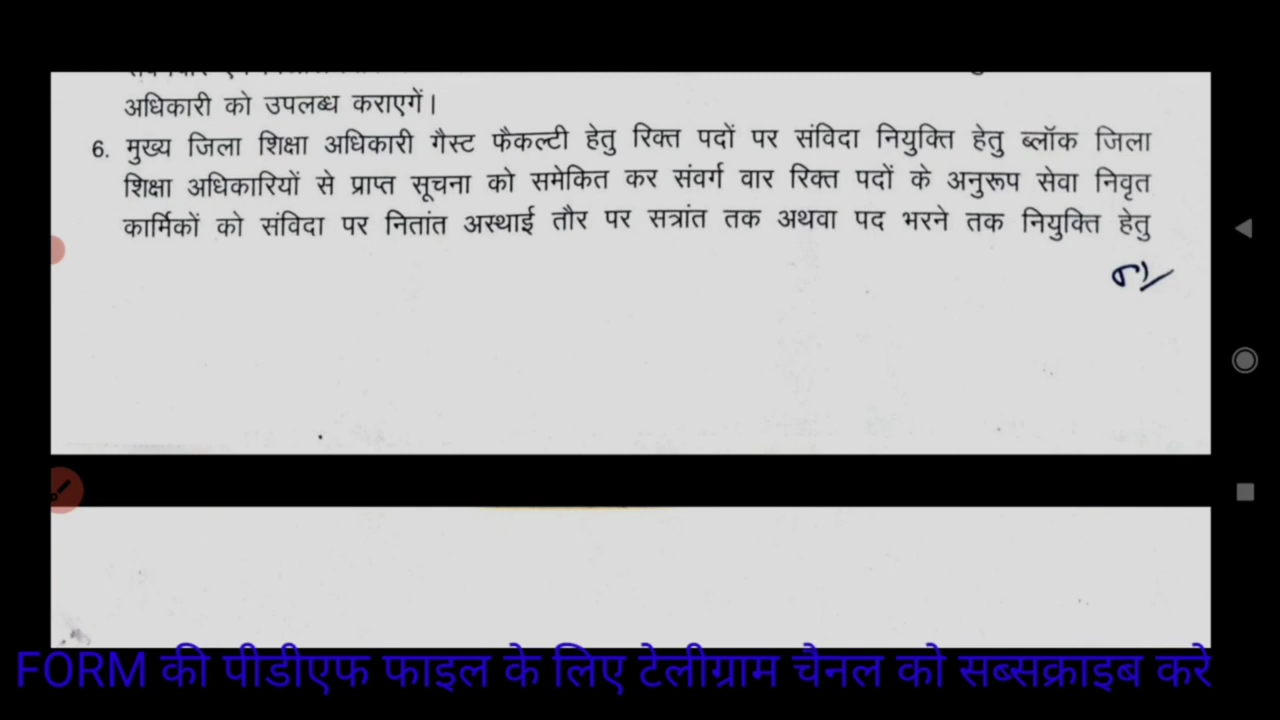 अधिकारी को उपलब्ध कराएगें।
6. मुख्य जिला शिक्षा अधिकारी गैस्ट फैकल्टी हेतु रिक्त पदों पर संविदा नियुक्ति हेतु ब्लॉक जिला
शिक्षा अधिकारियों से प्राप्त सूचना को समेकित कर संवर्ग वार रिक्त पदों के अनुरूप सेवा निवृत
कार्मिकों को संविदा पर नितांत अस्थाई तौर पर सत्रांत तक अथवा पद भरने तक नियुक्ति हेतु
FORM की पीडीएफ फाइल के लिए टेलीग्राम चैनल को सब्सक्राइब करे